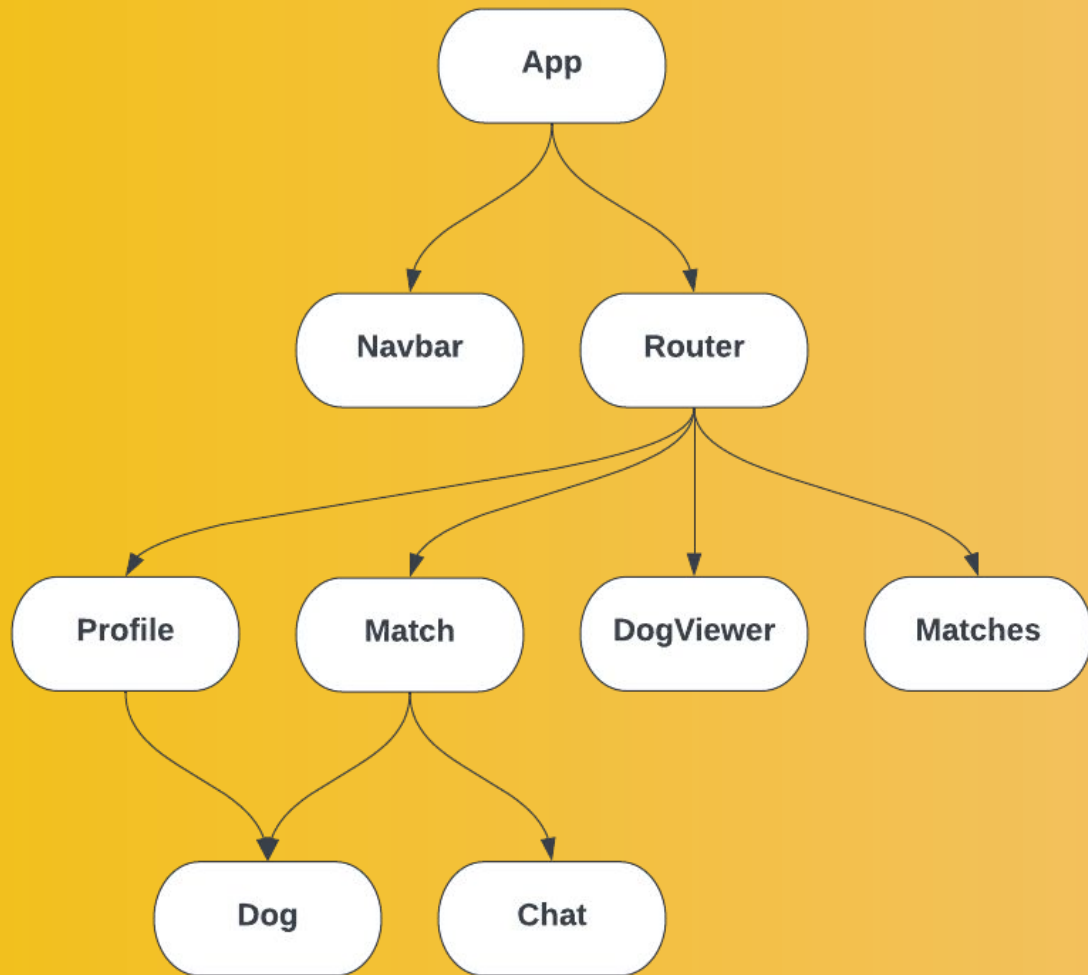 App
Navbar
Router
Profile
Match
DogViewer
Matches
Dog
Chat